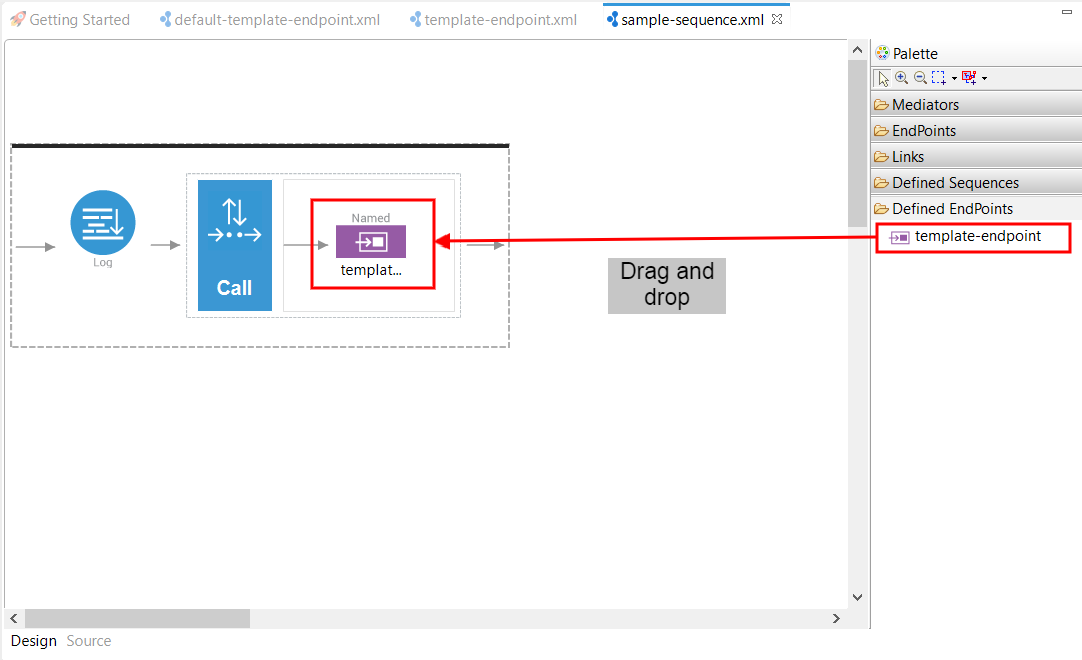 Getting Started
default-template-endpoint.xml
template-endpoint.xml
sample-sequence.xml
Palette
Mediators
EndPoints
Links
Defined Sequences
Defined EndPoints
template-endpoint
Named
templat...
Log
Call
Drag and
drop
Design Source